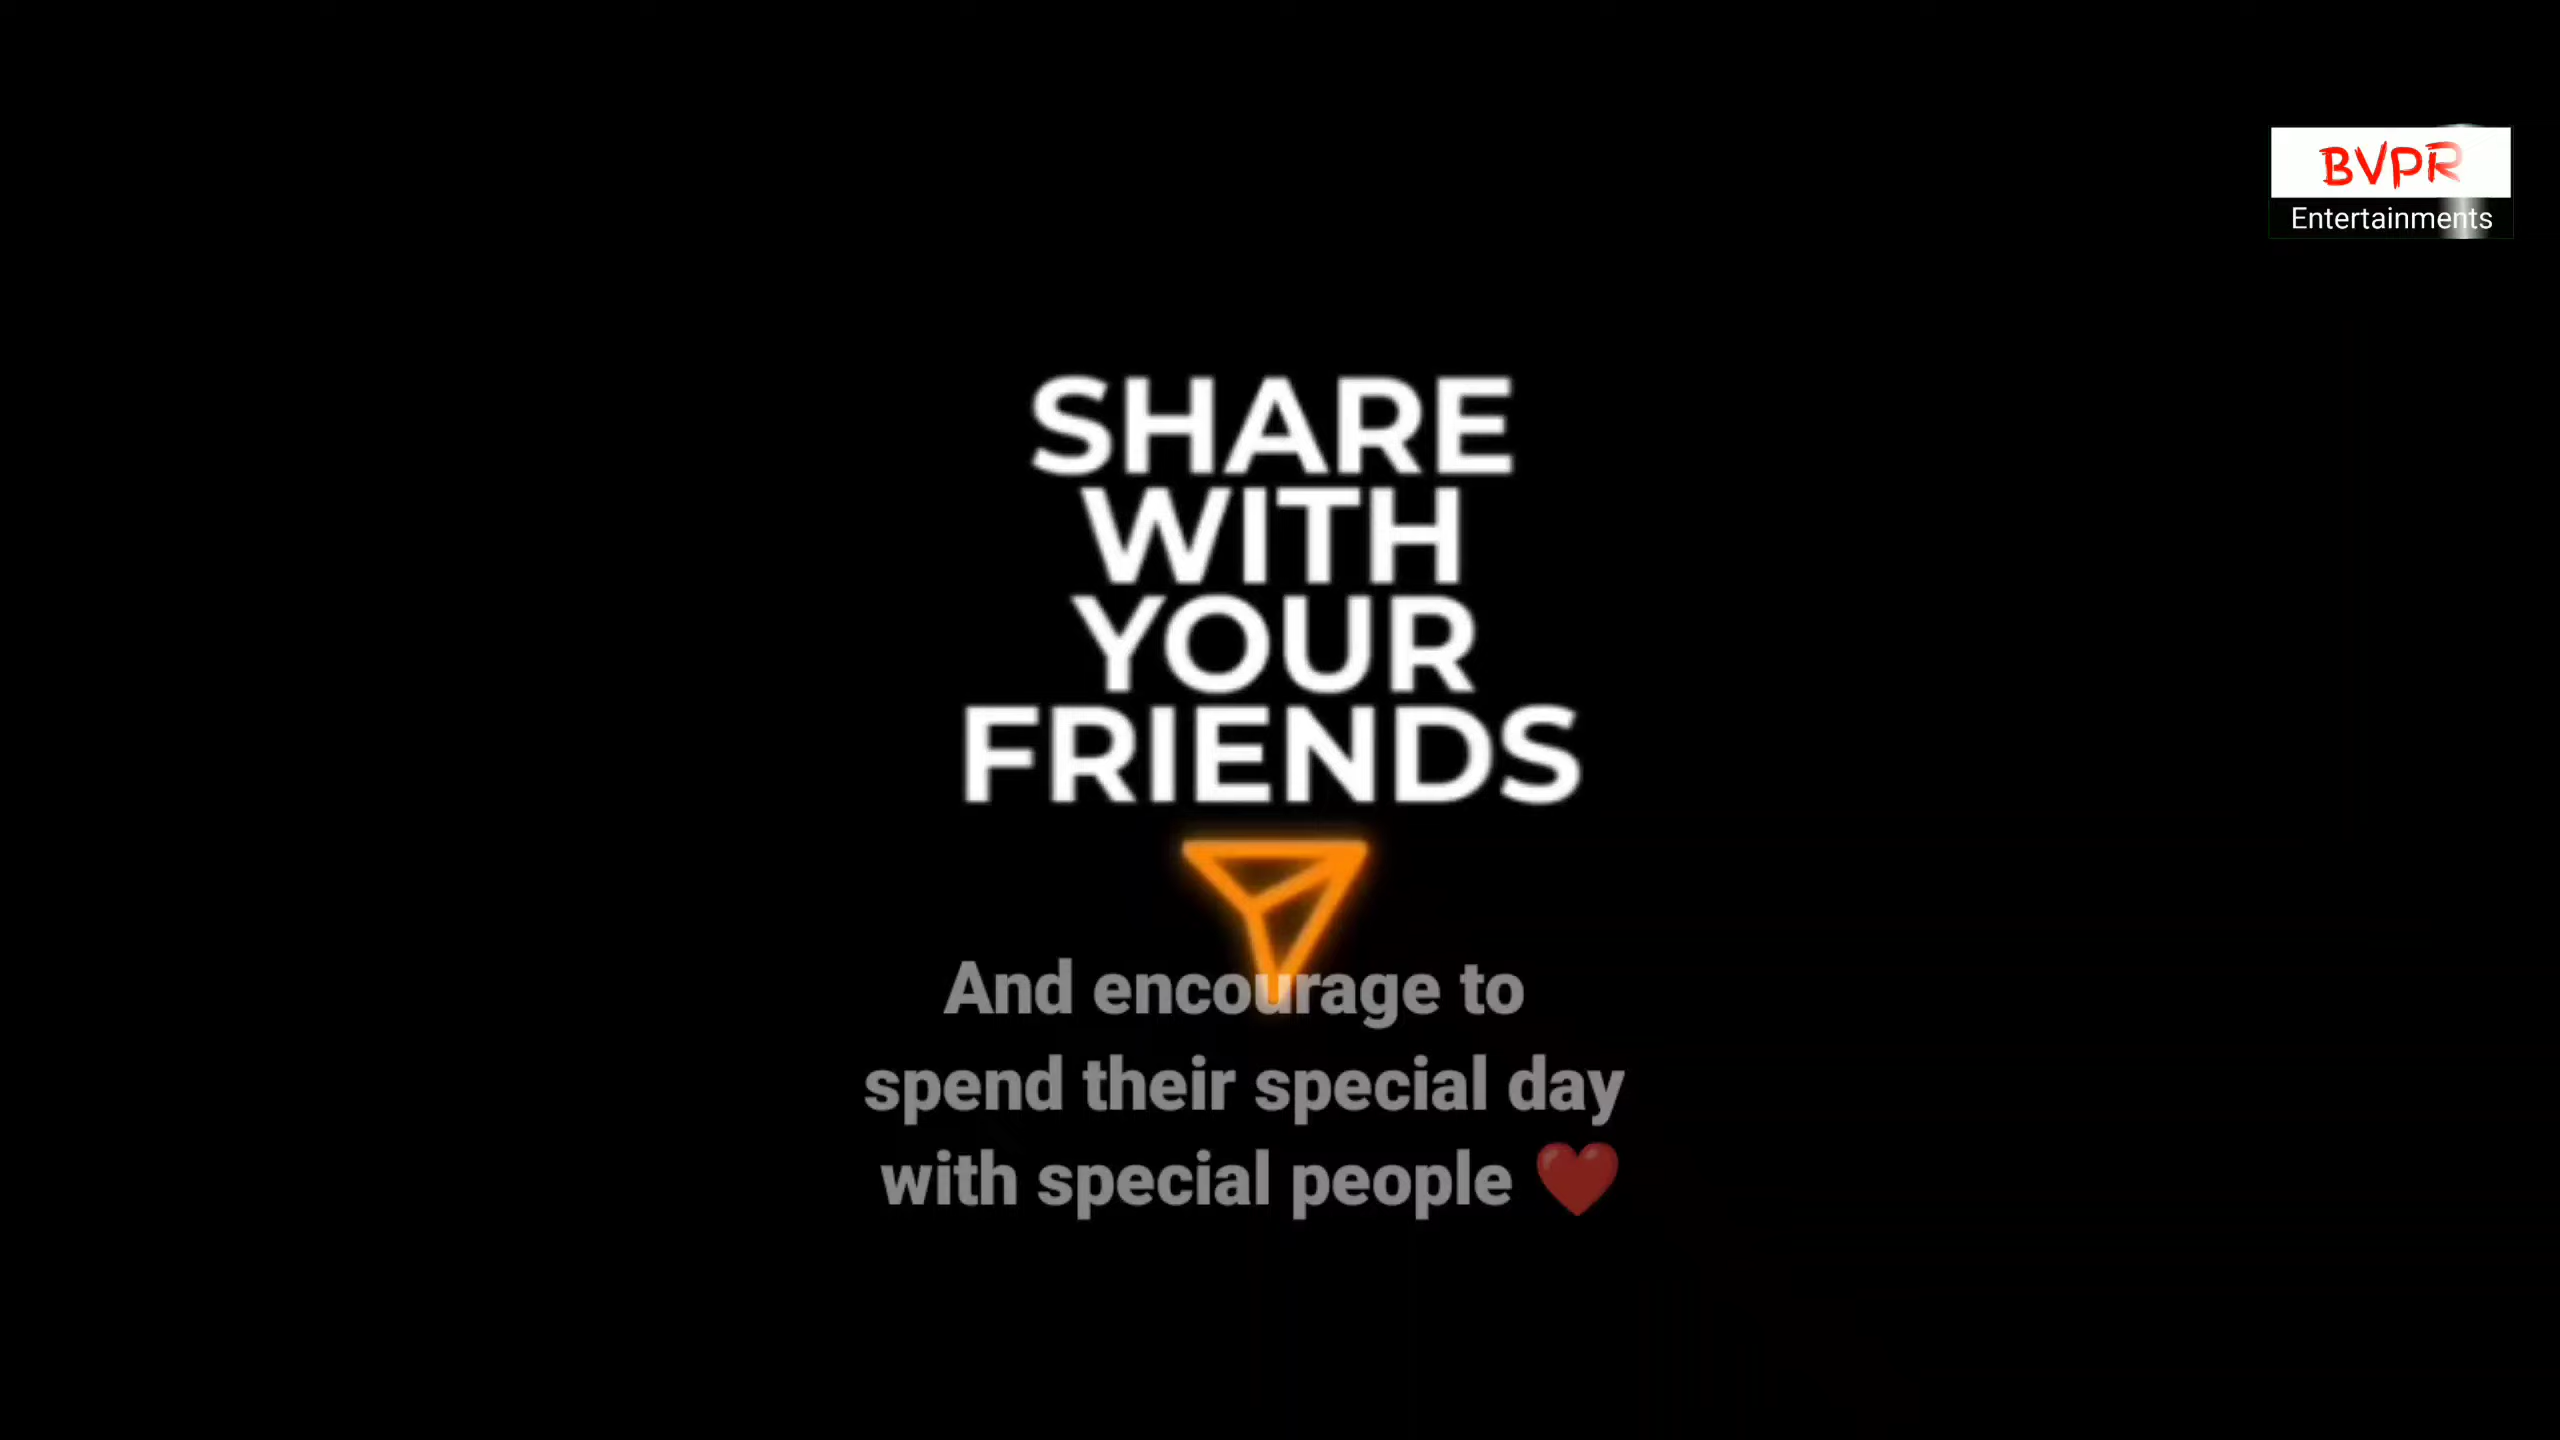 BVPR
Entertainments
SHARE
WITH
YOUR
FRIENDS
And encourage to
spend their special day
with special people ❤️